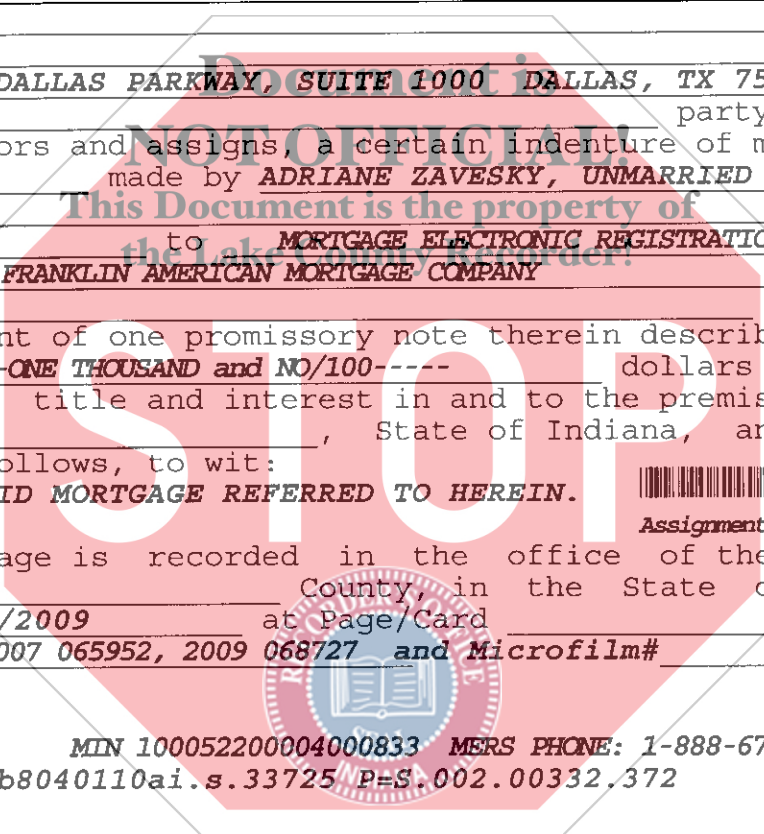 DALLAS PARKWAY, SUITE 1000 DALLAS, TX 75
Document is
party
NOT OFFICIAL!
ors and assigns, a certain indenture of m
made by ADRIANE ZAVESKY, UNMARRIED
This Document is the property of
to MORTGAGE ELECTRONIC REGISTRATIO
the Lake County Recorder!
FRANKLIN AMERICAN MORTGAGE COMPANY
nt of one promissory note therein describ
-ONE THOUSAND and NO/100----- dollars
title and interest in and to the premis
STOP
, State of Indiana, an
ollows, to wit:
ID MORTGAGE REFERRED TO HEREIN.
Assignment
age is recorded in the office of the
County, in the State o
/2009 at Page/Card
007 065952, 2009 068727 and Microfilm#
RECORDER'S OFFICE
SEAL
INDIANA
MIN 100052200004000833 MERS PHONE: 1-888-67
b8040110ai.s.33725 P=S.002.00332.372